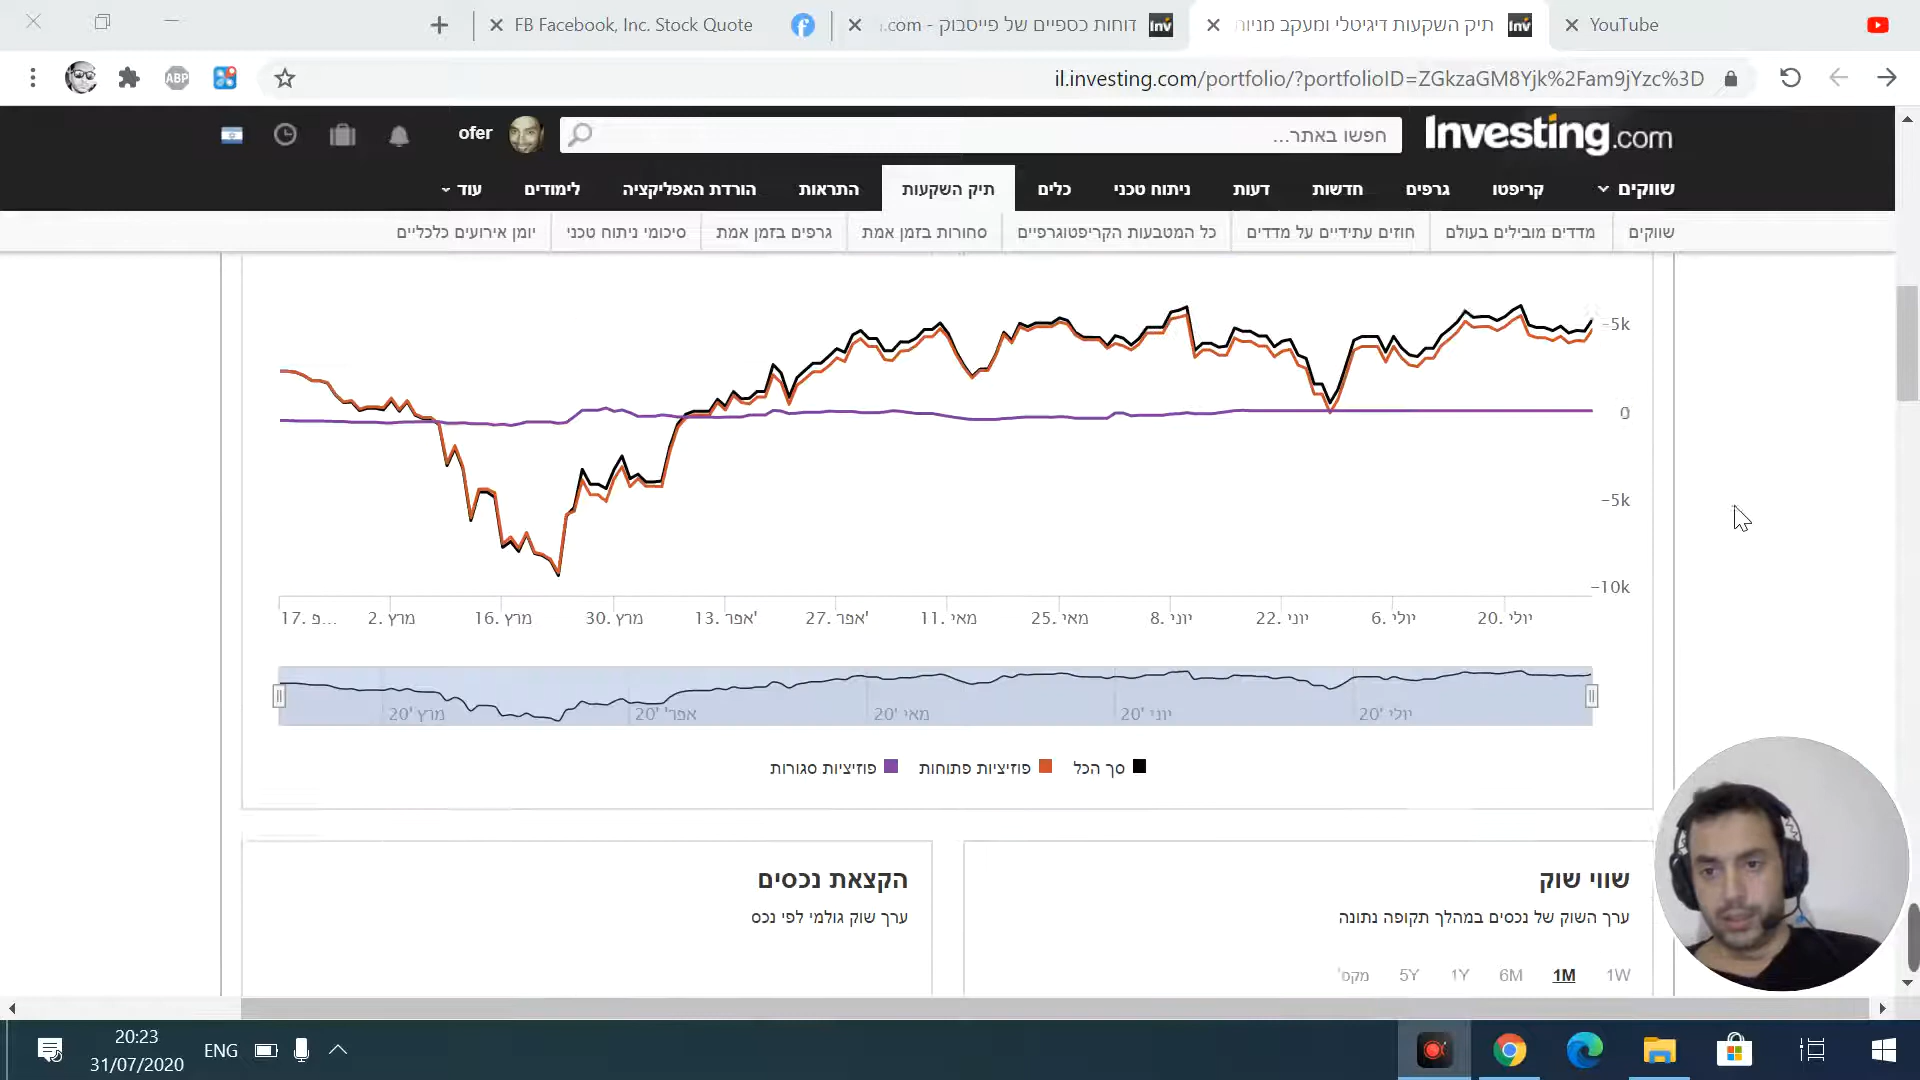 YouTube
תיק השקעות דיגיטלי ומעקב מניות
דוחות כספיים של פייסבוק - .com
FB Facebook, Inc. Stock Quote
il.investing.com/portfolio/?portfolioID=ZGkzaGM8Yjk%2Fam9jYzc%3D
ABP
Investing.com
חפשו באתר...
ofer
שווקים
קריפטו
גרפים
חדשות
דעות
ניתוח טכני
כלים
תיק השקעות
התראות
הורדת האפליקציה
לימודים
עוד
שווקים
מדדים מובילים בעולם
חוזים עתידיים על מדדים
כל המטבעות הקריפטוגרפיים
סחורות בזמן אמת
גרפים בזמן אמת
סיכומי ניתוח טכני
יומן אירועים כלכליים
5k
0
-5k
-10k
17. פ...
2. מרץ
16. מרץ
30. מרץ
13. אפר'
27. אפר'
11. מאי
25. מאי
8. יוני
22. יוני
6. יולי
20. יולי
מרץ '20
אפר' '20
מאי '20
יוני '20
יולי '20
סך הכל
פוזיציות פתוחות
פוזיציות סגורות
שווי שוק
ערך השוק של נכסים במהלך תקופה נתונה
1W
1M
6M
1Y
5Y
מקס'
הקצאת נכסים
ערך שוק גולמי לפי נכס
20:23
31/07/2020
ENG